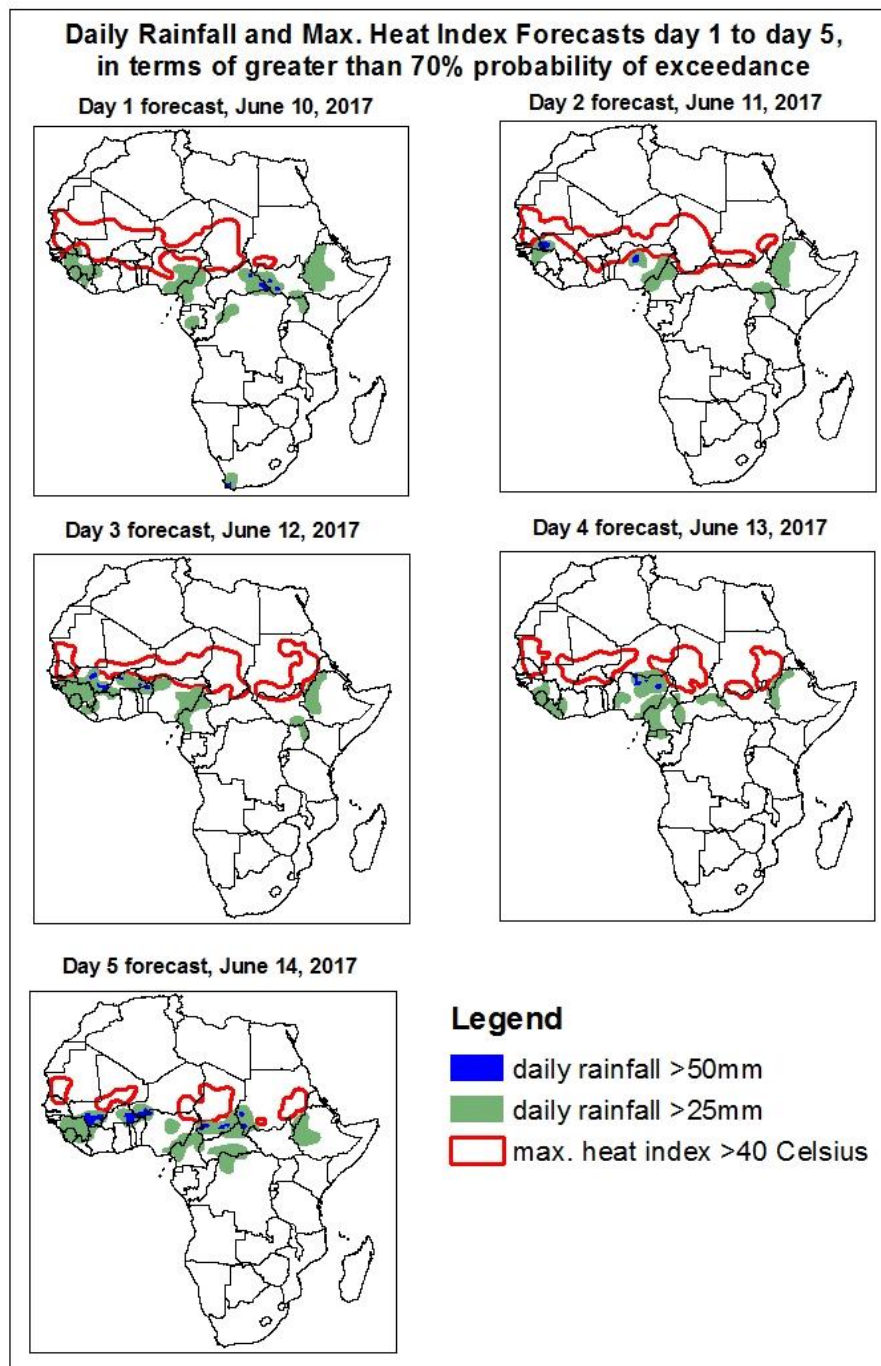 Daily Rainfall and Max. Heat Index Forecasts day 1 to day 5,
in terms of greater than 70% probability of exceedance
Day 1 forecast, June 10, 2017
Day 2 forecast, June 11, 2017
Day 3 forecast, June 12, 2017
Day 4 forecast, June 13, 2017
Day 5 forecast, June 14, 2017
Legend
daily rainfall >50mm
daily rainfall >25mm
max. heat index >40 Celsius